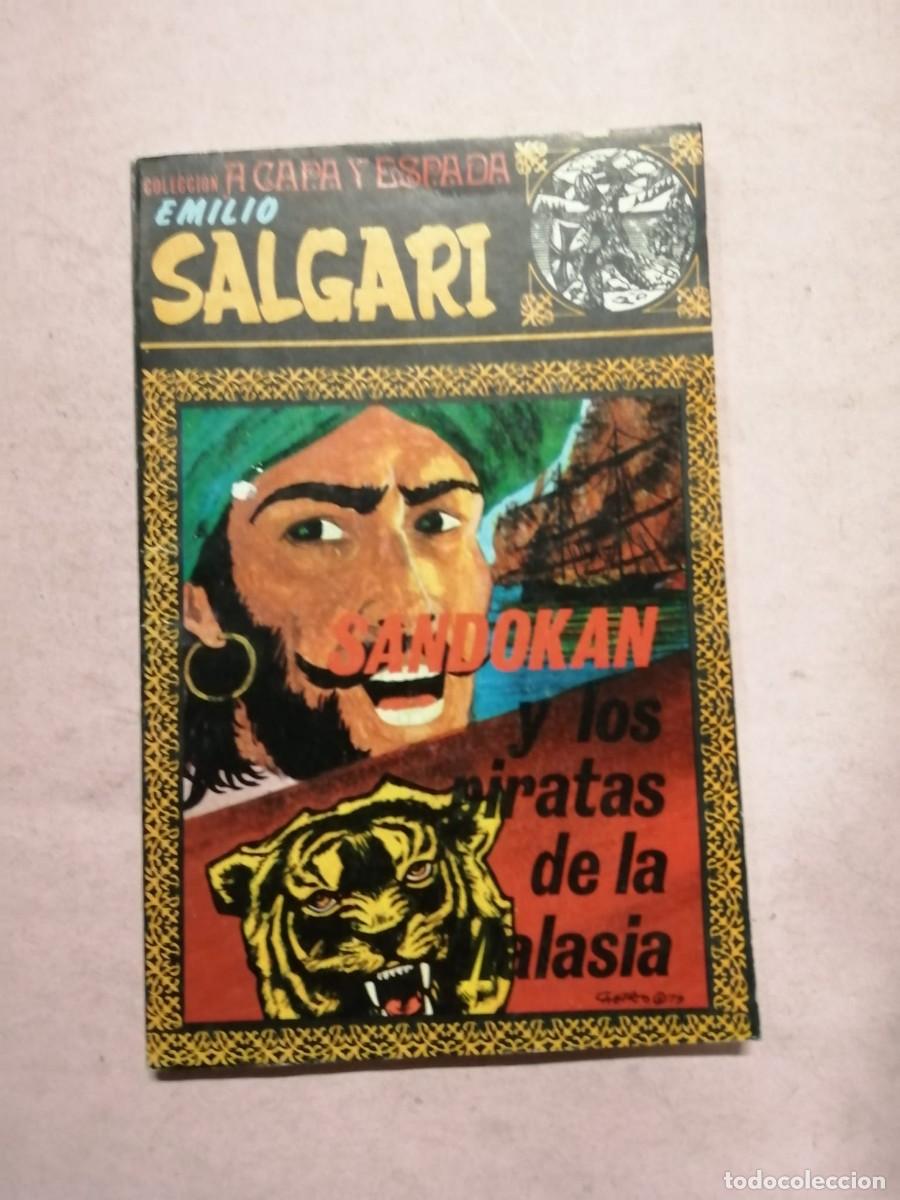 COLECCION A CAPA Y ESPADA
EMILIO
SALGARI
SANDOKAN
y los
piratas
de la
alasia
todocoleccion